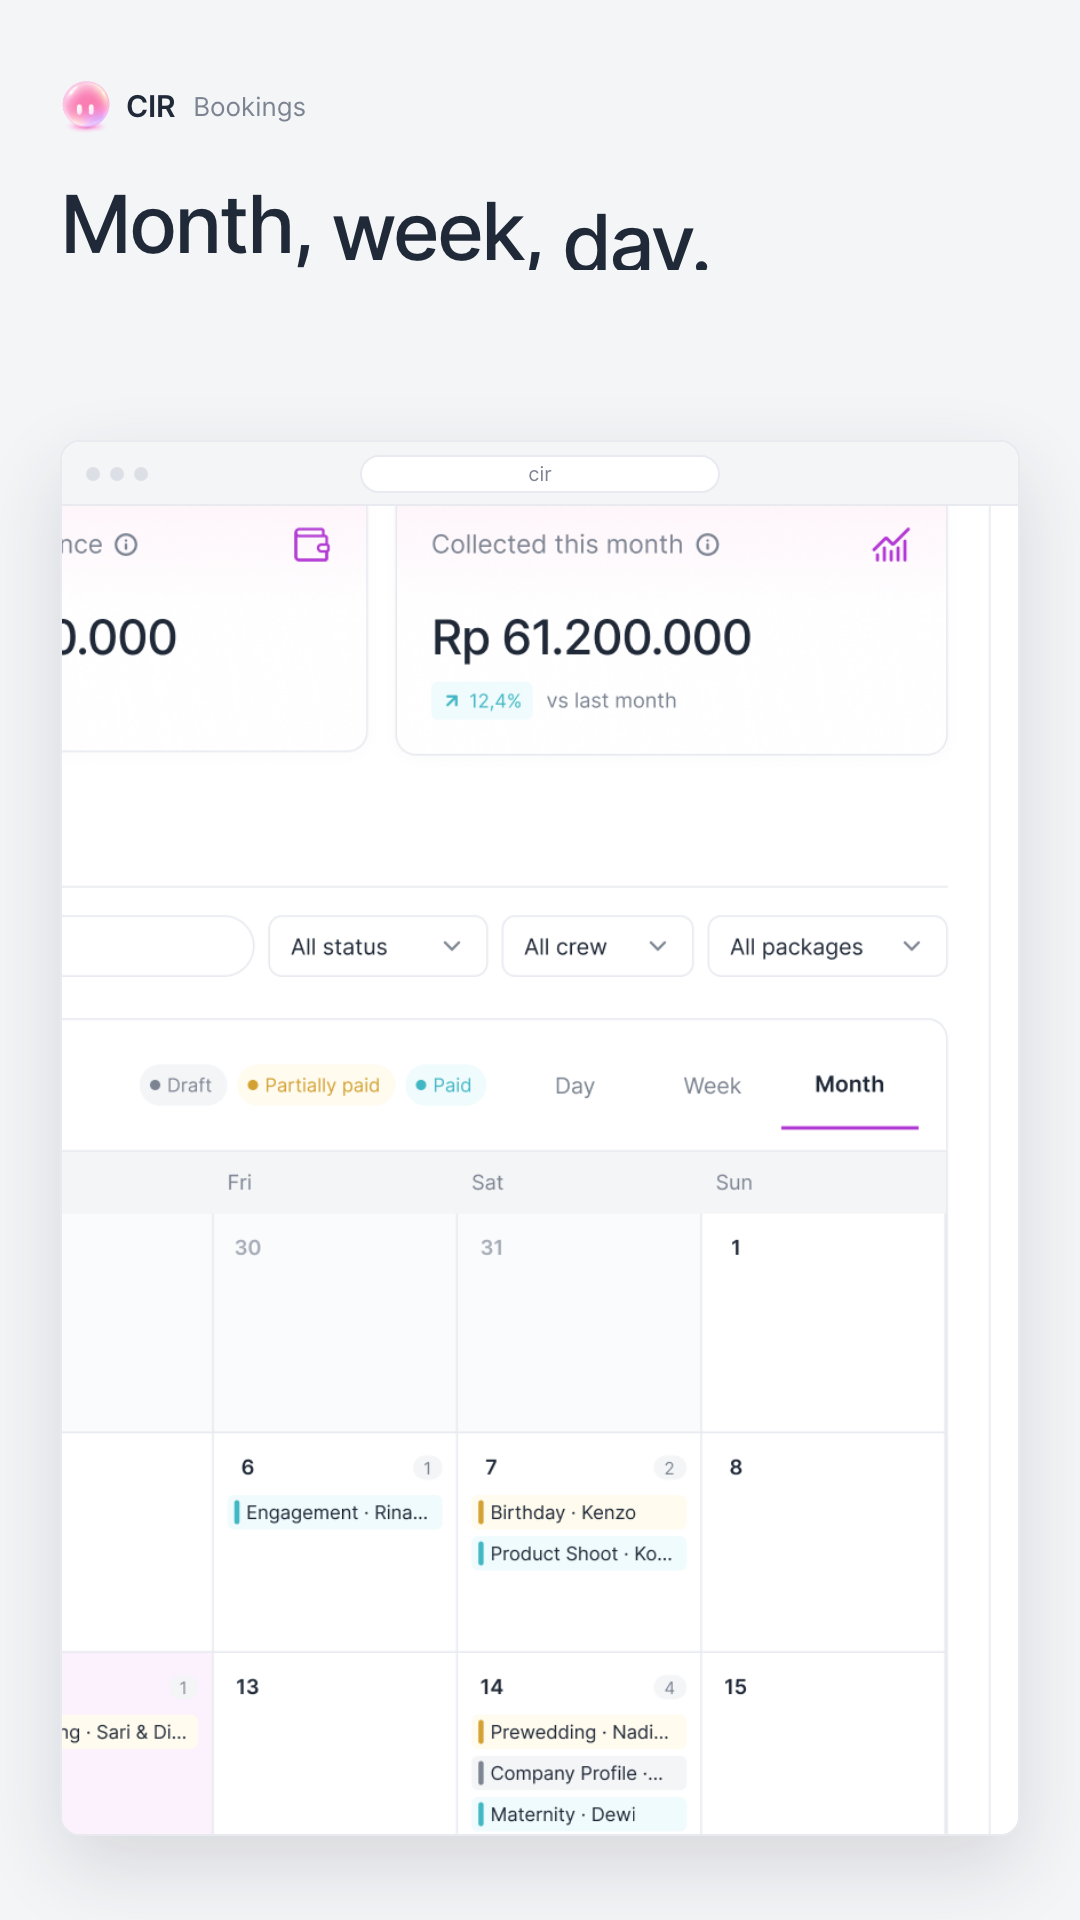 CIR Bookings
Month, week, day.
cir
nce
Collected this month
0.000
Rp 61.200.000
12,4% vs last month
All status
All crew
All packages
Draft
Partially paid
Paid
Day
Week
Month
Fri
Sat
Sun
30
31
1
6
1
7
2
8
Engagement · Rina...
Birthday · Kenzo
Product Shoot · Ko...
1
13
14
4
15
ng · Sari & Di...
Prewedding · Nadi...
Company Profile ·...
Maternity · Dewi